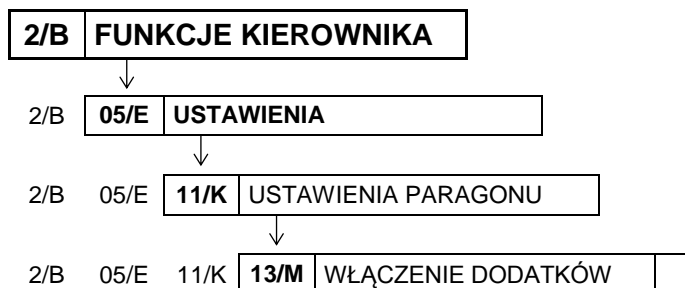 2/B FUNKCJE KIEROWNIKA
2/B 05/E USTAWIENIA
2/B 05/E 11/K USTAWIENIA PARAGONU
2/B 05/E 11/K 13/M WŁĄCZENIE DODATKÓW